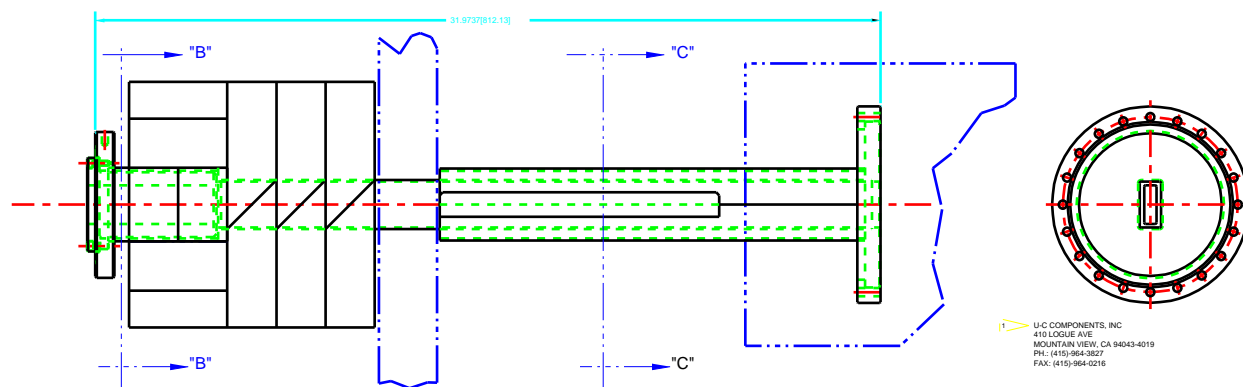 31.9737[812.13]
"B"
"C"
"B"
"C"
1
U-C COMPONENTS, INC
410 LOGUE AVE
MOUNTAIN VIEW, CA 94043-4019
PH.: (415)-964-3827
FAX: (415)-964-0216